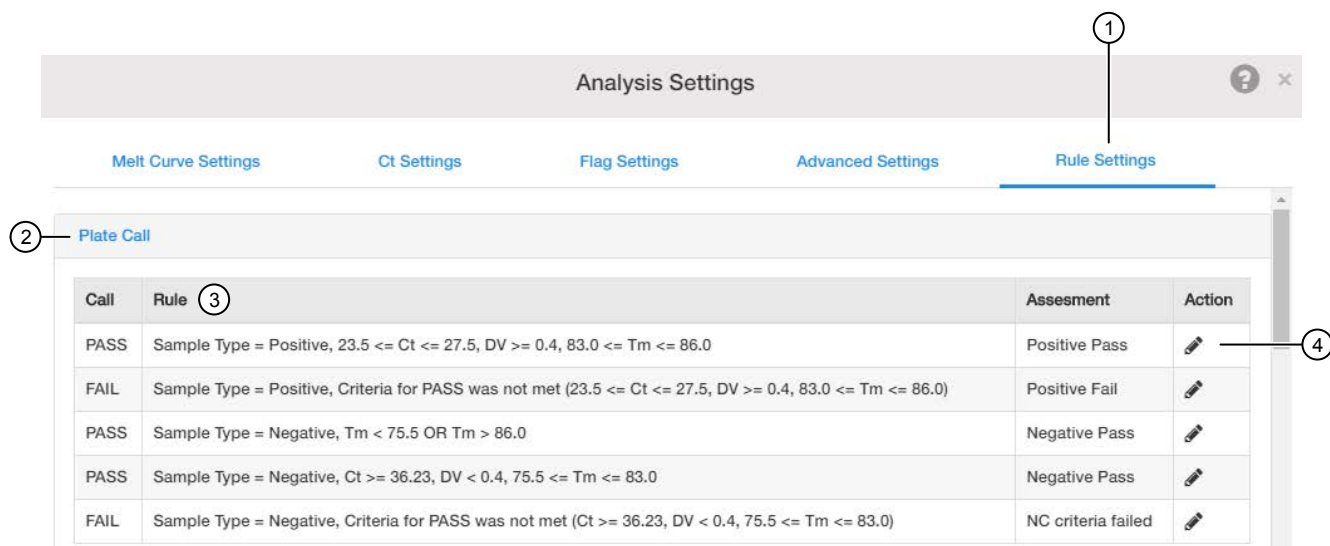 1
Analysis Settings ? ×
Melt Curve Settings Ct Settings Flag Settings Advanced Settings Rule Settings
2 Plate Call
Call Rule 3 Assesment Action
PASS Sample Type = Positive, 23.5 <= Ct <= 27.5, DV >= 0.4, 83.0 <= Tm <= 86.0 Positive Pass 4
FAIL Sample Type = Positive, Criteria for PASS was not met (23.5 <= Ct <= 27.5, DV >= 0.4, 83.0 <= Tm <= 86.0) Positive Fail
PASS Sample Type = Negative, Tm < 75.5 OR Tm > 86.0 Negative Pass
PASS Sample Type = Negative, Ct >= 36.23, DV < 0.4, 75.5 <= Tm <= 83.0 Negative Pass
FAIL Sample Type = Negative, Criteria for PASS was not met (Ct >= 36.23, DV < 0.4, 75.5 <= Tm <= 83.0) NC criteria failed